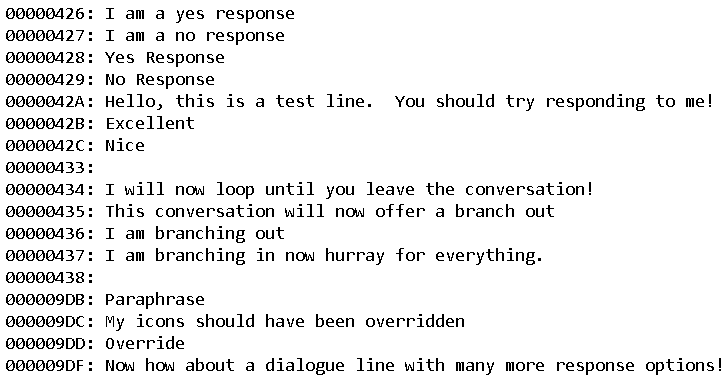 00000426: I am a yes response
00000427: I am a no response
00000428: Yes Response
00000429: No Response
0000042A: Hello, this is a test line.  You should try responding to me!
0000042B: Excellent
0000042C: Nice
00000433:
00000434: I will now loop until you leave the conversation!
00000435: This conversation will now offer a branch out
00000436: I am branching out
00000437: I am branching in now hurray for everything.
00000438:
000009DB: Paraphrase
000009DC: My icons should have been overridden
000009DD: Override
000009DF: Now how about a dialogue line with many more response options!